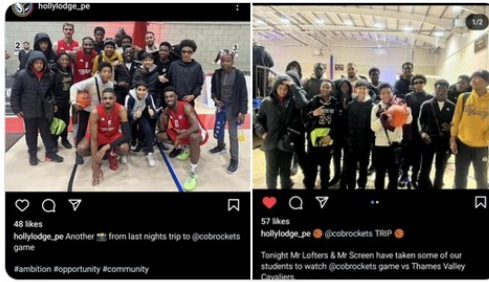 hollylodge_pe
2
3
48 likes
hollylodge_pe Another 📸 from last nights trip to @cobrockets
game
#ambition #opportunity #community
1/2
57 likes
hollylodge_pe 🏀 @cobrockets TRIP 🏀
Tonight Mr Lofters & Mr Screen have taken some of our
students to watch @cobrockets game vs Thames Valley
Cavaliers.